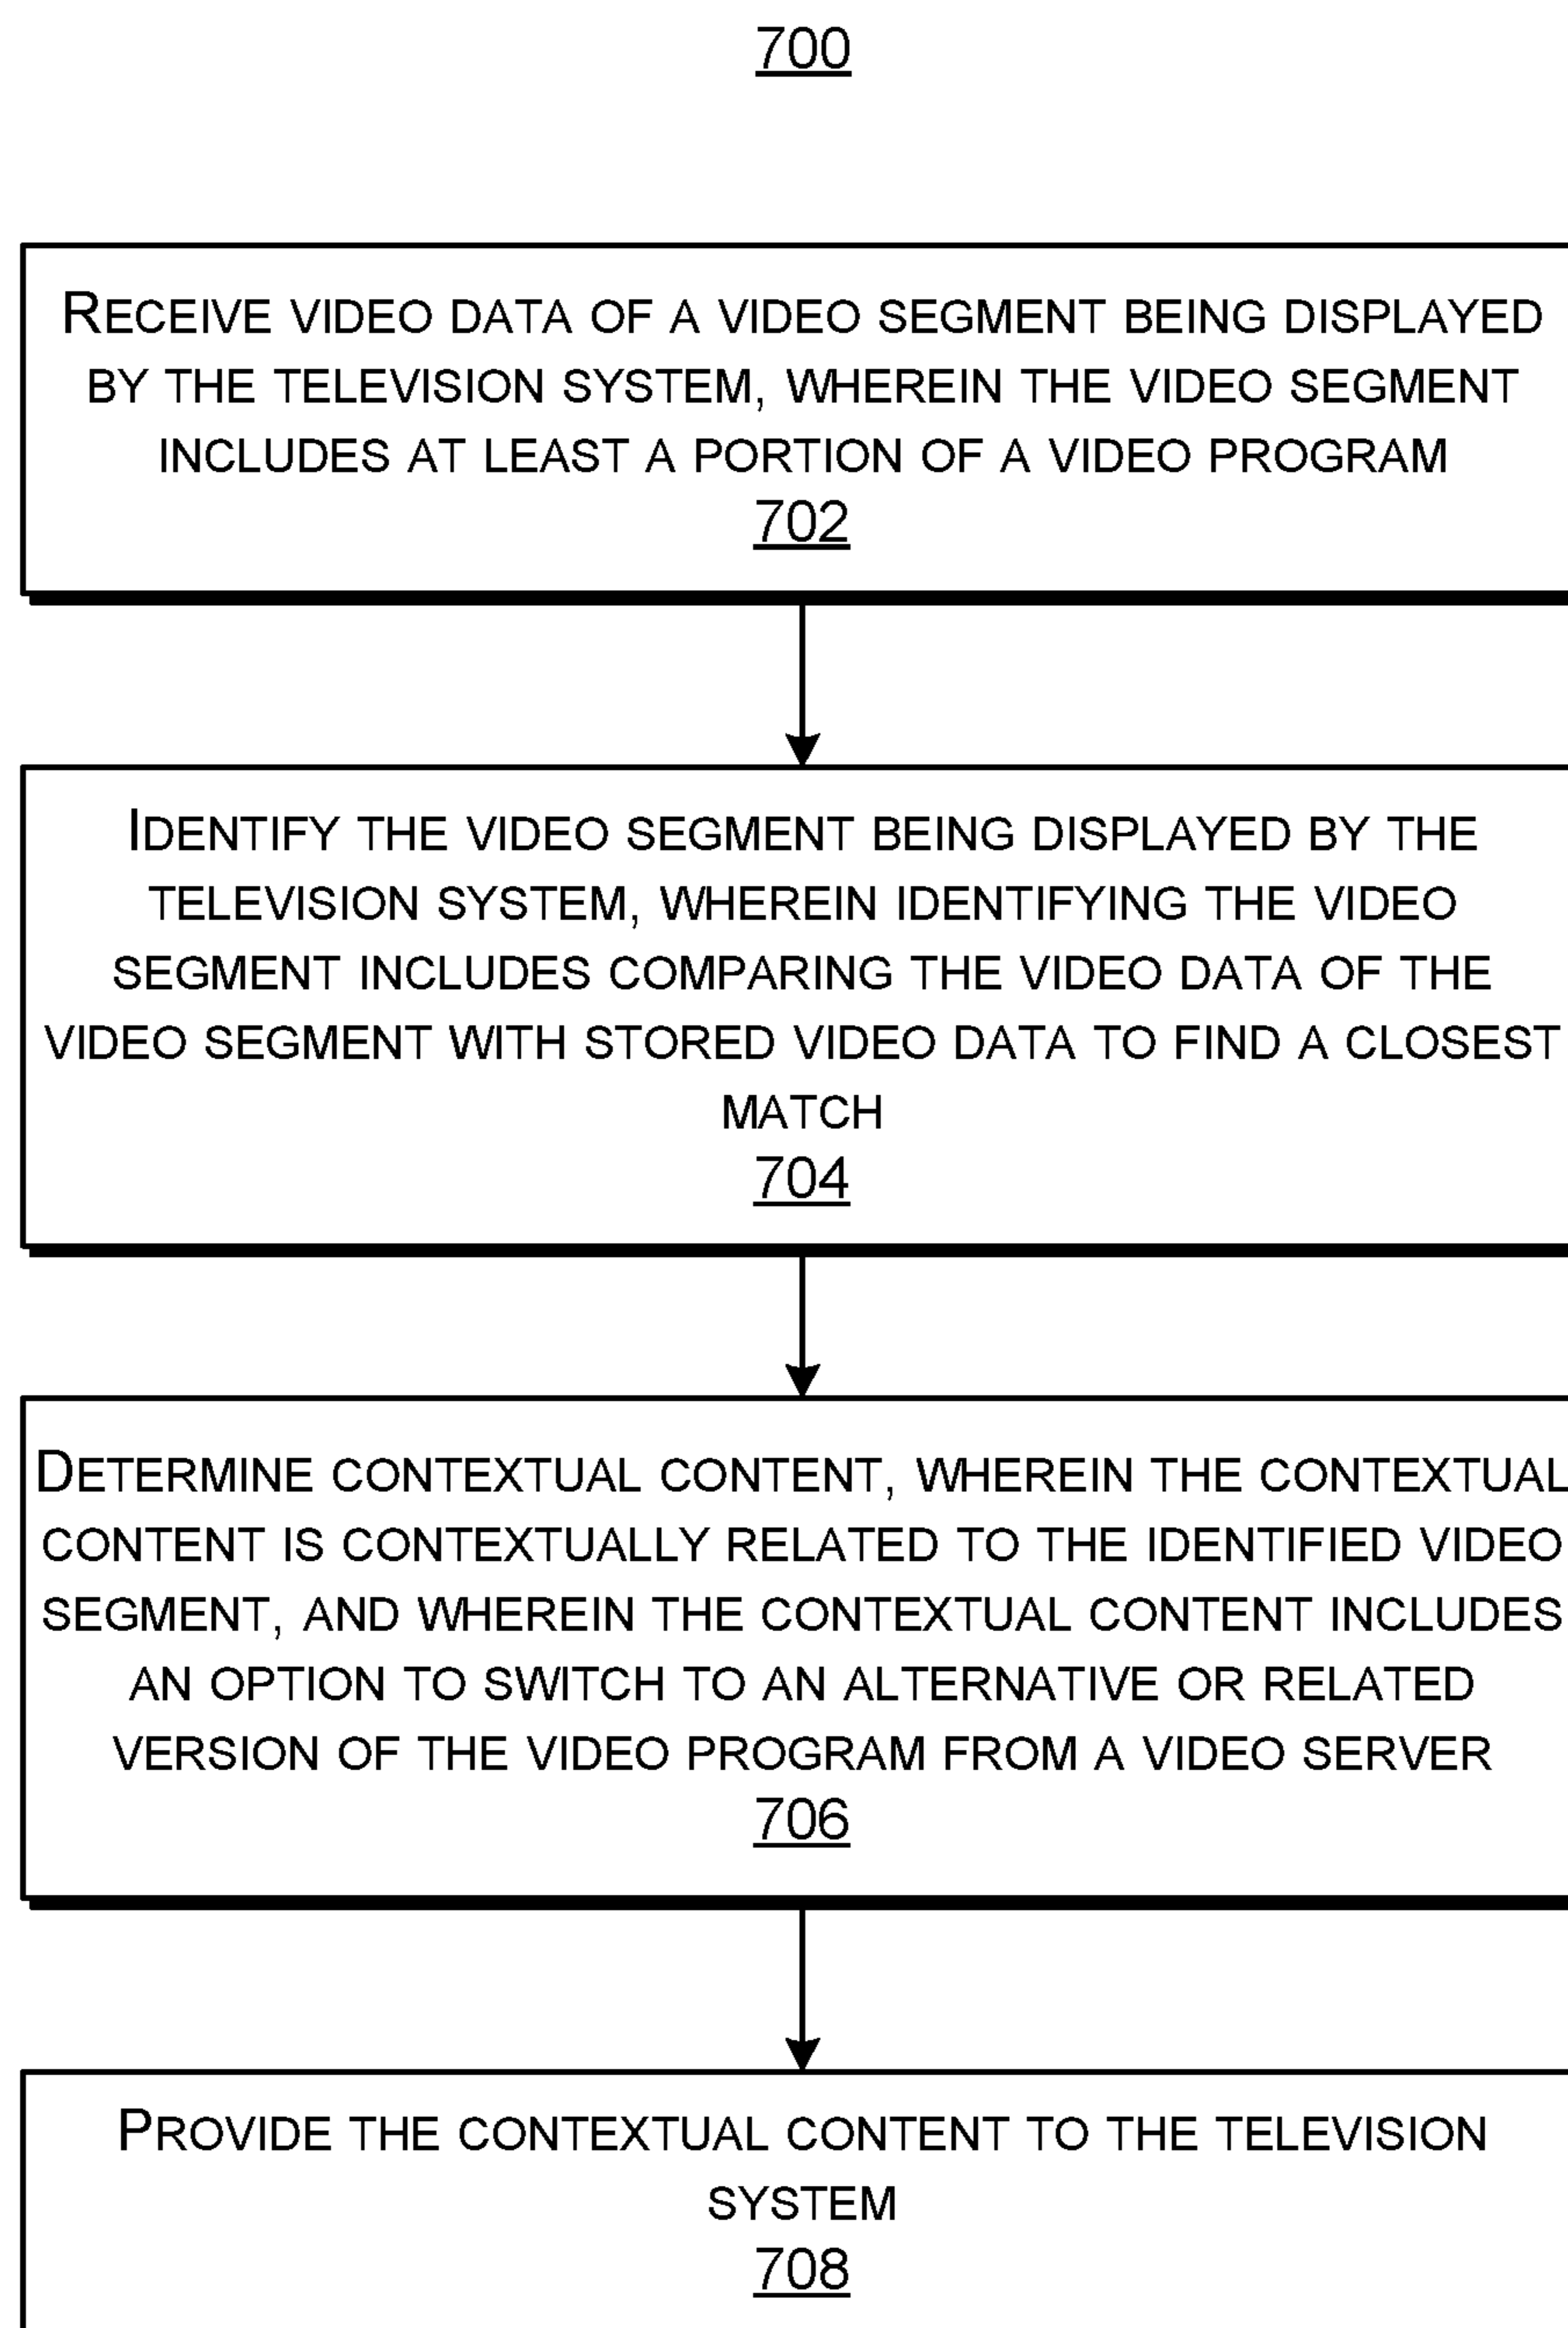 700
RECEIVE VIDEO DATA OF A VIDEO SEGMENT BEING DISPLAYED
BY THE TELEVISION SYSTEM, WHEREIN THE VIDEO SEGMENT
INCLUDES AT LEAST A PORTION OF A VIDEO PROGRAM
702
IDENTIFY THE VIDEO SEGMENT BEING DISPLAYED BY THE
TELEVISION SYSTEM, WHEREIN IDENTIFYING THE VIDEO
SEGMENT INCLUDES COMPARING THE VIDEO DATA OF THE
VIDEO SEGMENT WITH STORED VIDEO DATA TO FIND A CLOSEST
MATCH
704
DETERMINE CONTEXTUAL CONTENT, WHEREIN THE CONTEXTUAL
CONTENT IS CONTEXTUALLY RELATED TO THE IDENTIFIED VIDEO
SEGMENT, AND WHEREIN THE CONTEXTUAL CONTENT INCLUDES
AN OPTION TO SWITCH TO AN ALTERNATIVE OR RELATED
VERSION OF THE VIDEO PROGRAM FROM A VIDEO SERVER
706
PROVIDE THE CONTEXTUAL CONTENT TO THE TELEVISION
SYSTEM
708